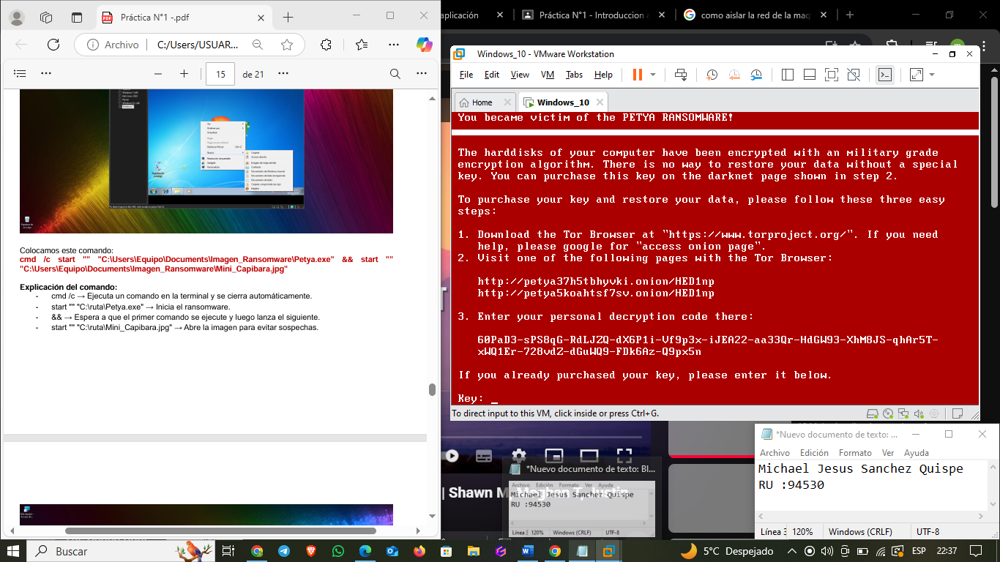 Práctica N°1 -.pdf
Archivo
C:/Users/USUAR...
15
de 21
Colocamos este comando:
cmd /c start "" "C:\Users\Equipo\Documents\Imagen_Ransomware\Petya.exe" && start ""
"C:\Users\Equipo\Documents\Imagen_Ransomware\Mini_Capibara.jpg"
Explicación del comando:
- cmd /c → Ejecuta un comando en la terminal y se cierra automáticamente.
- start "" "C:\ruta\Petya.exe" → Inicia el ransomware.
- && → Espera a que el primer comando se ejecute y luego lanza el siguiente.
- start "" "C:\ruta\Mini_Capibara.jpg" → Abre la imagen para evitar sospechas.
aplicación
Práctica N°1 - Introduccion a
como aislar la red de la maq
Windows_10 - VMware Workstation
File Edit View VM Tabs Help
Home
Windows_10
You became victim of the PETYA RANSOMWARE!
The harddisks of your computer have been encrypted with an military grade
encryption algorithm. There is no way to restore your data without a special
key. You can purchase this key on the darknet page shown in step 2.
To purchase your key and restore your data, please follow these three easy
steps:
1. Download the Tor Browser at "https://www.torproject.org/". If you need
help, please google for "access onion page".
2. Visit one of the following pages with the Tor Browser:
http://petya37h5tbhyvki.onion/HED1np
http://petya5koahtsf7sv.onion/HED1np
3. Enter your personal decryption code there:
60PaD3-sPS8qG-RdLJZQ-dX6P1i-Vf9p3x-iJEA22-aa33Qr-HdGW93-XhM8JS-qhAr5T-
xWQ1Er-728vdZ-dGuWQ9-FDk6Az-Q9px5n
If you already purchased your key, please enter it below.
Key: _
To direct input to this VM, click inside or press Ctrl+G.
| Shawn M
*Nuevo documento de texto: Bl...
Archivo Edición Formato Ver Ayuda
Michael Jesus Sanchez Quispe
RU :94530
120% Windows (CRLF) UTF-8
*Nuevo documento de texto: ...
Archivo Edición Formato Ver Ayuda
Michael Jesus Sanchez Quispe
RU :94530
120% Windows (CRLF) UTF-8
Buscar
5°C Despejado
ESP
22:37